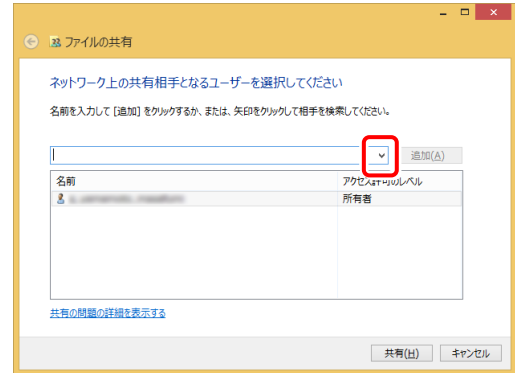 ファイルの共有
ネットワーク上の共有相手となるユーザーを選択してください
名前を入力して [追加] をクリックするか、または、矢印をクリックして相手を検索してください。
追加(A)
名前 アクセス許可のレベル
所有者
共有の問題の詳細を表示する
共有(H) キャンセル